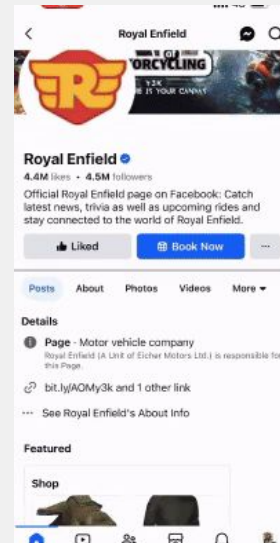 Royal Enfield
OF
ORCYCLING
IS YOUR CANVAS
R
Royal Enfield
4.4M likes • 4.5M followers
Official Royal Enfield page on Facebook: Catch
latest news, trivia as well as upcoming rides and
stay connected to the world of Royal Enfield.
Liked
Book Now
...
Posts About Photos Videos More
Details
Page · Motor vehicle company
Royal Enfield (A Unit of Eicher Motors Ltd.) is responsible for
this Page.
bit.ly/AOMy3k and 1 other link
... See Royal Enfield's About Info
Featured
Shop